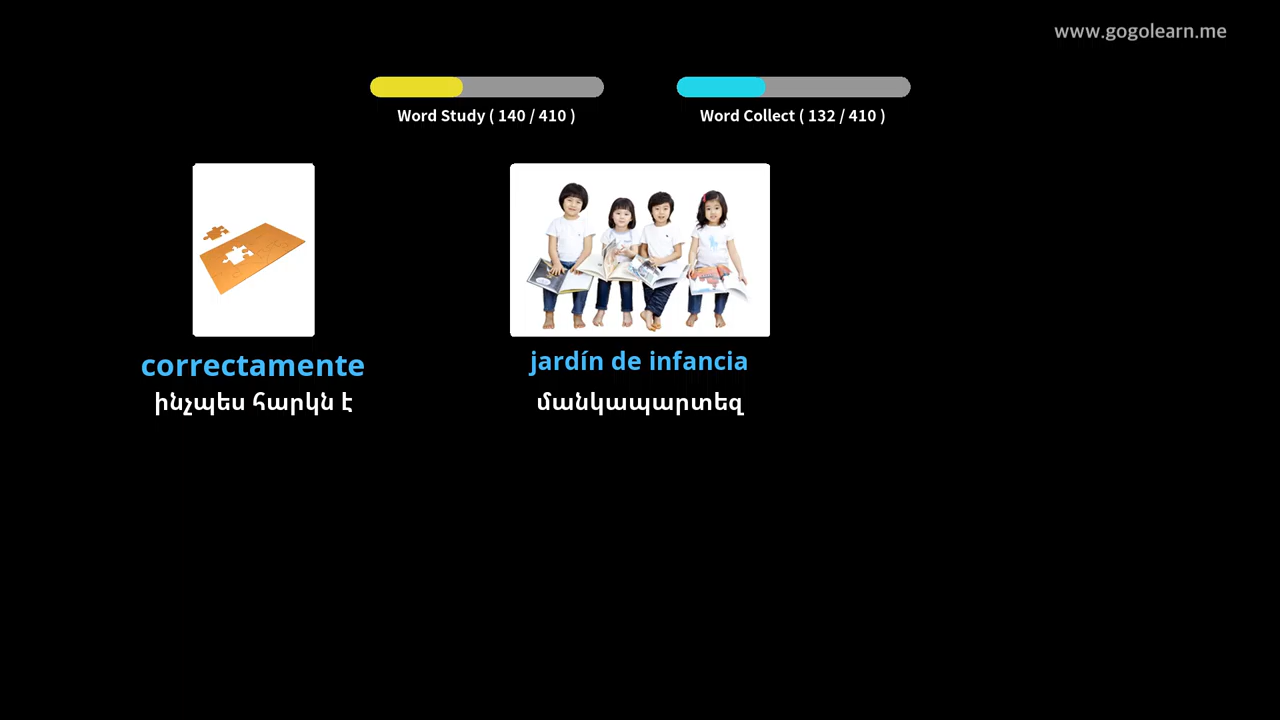 www.gogolearn.me
Word Study ( 140 / 410 )
Word Collect ( 132 / 410 )
correctamente
ինչպես հարկն է
jardín de infancia
մանկապարտեզ